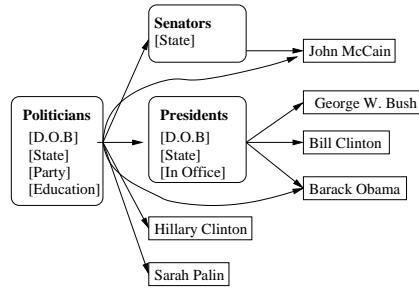 Senators
[State]
John McCain
Politicians
[D.O.B]
[State]
[Party]
[Education]
Presidents
[D.O.B]
[State]
[In Office]
George W. Bush
Bill Clinton
Barack Obama
Hillary Clinton
Sarah Palin